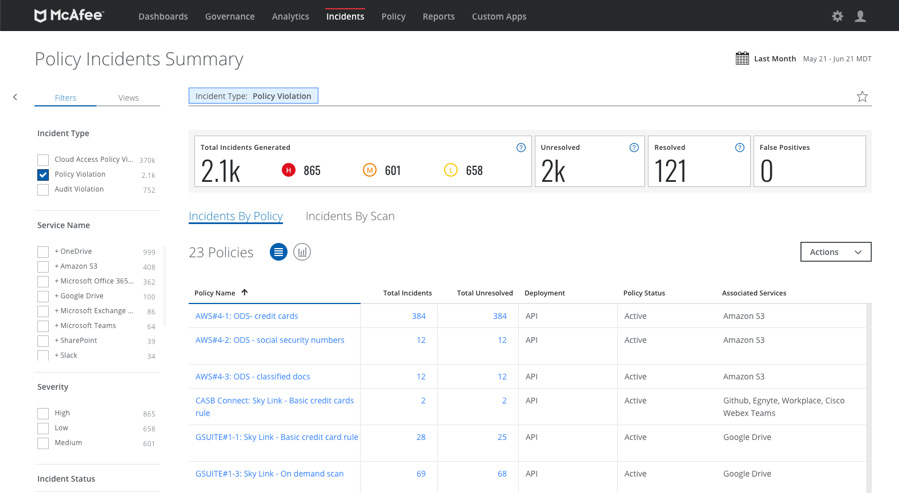 McAfee
Dashboards Governance Analytics Incidents Policy Reports Custom Apps
Policy Incidents Summary
Last Month May 21 - Jun 21 MDT
Filters Views
Incident Type: Policy Violation
Incident Type
Cloud Access Policy Vi... 370k
Policy Violation 2.1k
Audit Violation 752
Service Name
+ OneDrive 999
+ Amazon S3 408
+ Microsoft Office 365... 362
+ Google Drive 100
+ Microsoft Exchange ... 86
+ Microsoft Teams 64
+ SharePoint 39
+ Slack 34
Severity
High 865
Low 658
Medium 601
Incident Status
Total Incidents Generated ?
2.1k H 865 M 601 L 658
Unresolved ?
2k
Resolved ?
121
False Positives
0
Incidents By Policy Incidents By Scan
23 Policies
Actions
Policy Name Total Incidents Total Unresolved Deployment Policy Status Associated Services
AWS#4-1: ODS- credit cards 384 384 API Active Amazon S3
AWS#4-2: ODS - social security numbers 12 12 API Active Amazon S3
AWS#4-3: ODS - classified docs 12 12 API Active Amazon S3
CASB Connect: Sky Link - Basic credit cards 2 2 API Active Github, Egnyte, Workplace, Cisco
rule Webex Teams
GSUITE#1-1: Sky Link - Basic credit card rule 28 25 API Active Google Drive
GSUITE#1-3: Sky Link - On demand scan 69 68 API Active Google Drive